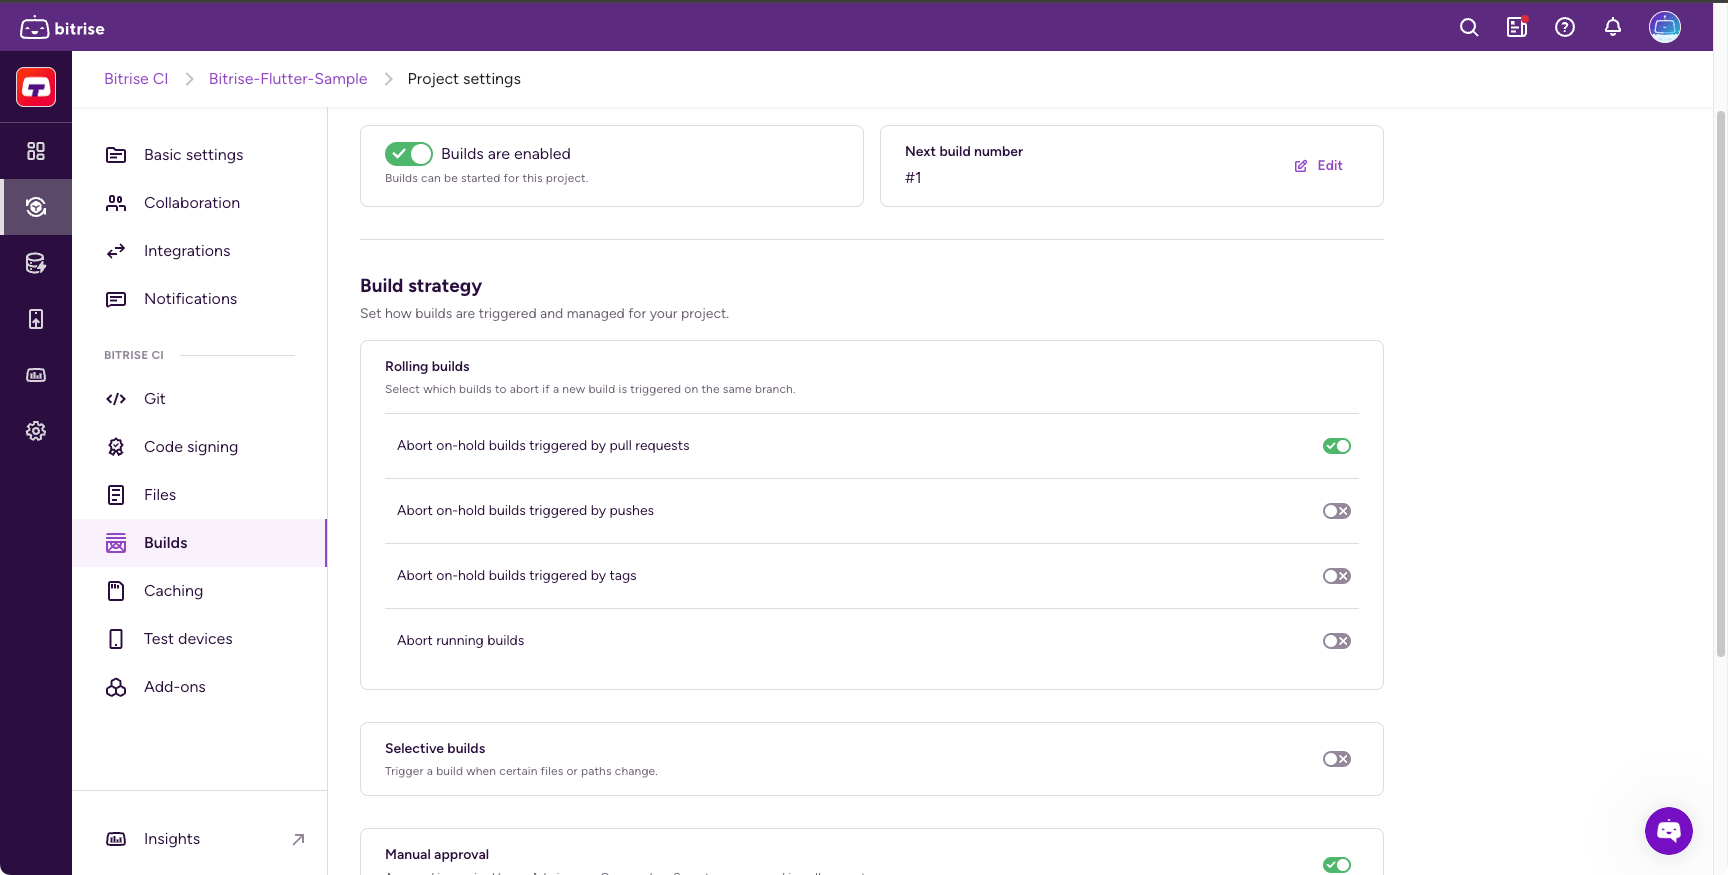 bitrise
Bitrise CI
Bitrise-Flutter-Sample
Project settings
Basic settings
Collaboration
Integrations
Notifications
BITRISE CI
Git
Code signing
Files
Builds
Caching
Test devices
Add-ons
Insights
Builds are enabled
Builds can be started for this project.
Next build number
#1
Edit
Build strategy
Set how builds are triggered and managed for your project.
Rolling builds
Select which builds to abort if a new build is triggered on the same branch.
Abort on-hold builds triggered by pull requests
Abort on-hold builds triggered by pushes
Abort on-hold builds triggered by tags
Abort running builds
Selective builds
Trigger a build when certain files or paths change.
Manual approval